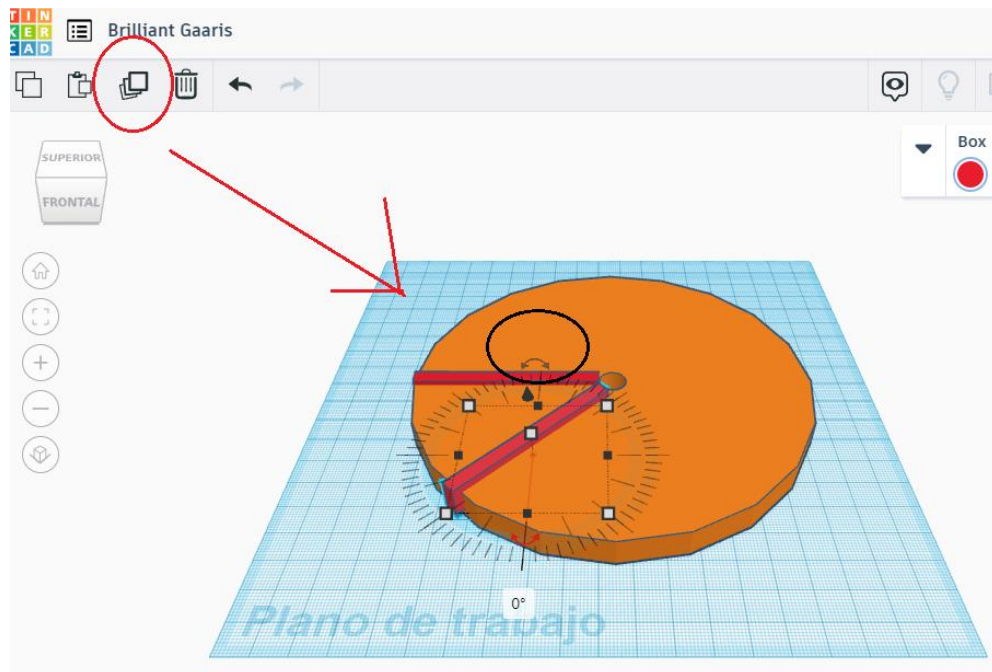 TIN
KER
CAD
Brilliant Gaaris
SUPERIOR
FRONTAL
Box
0°
Plano de trabajo